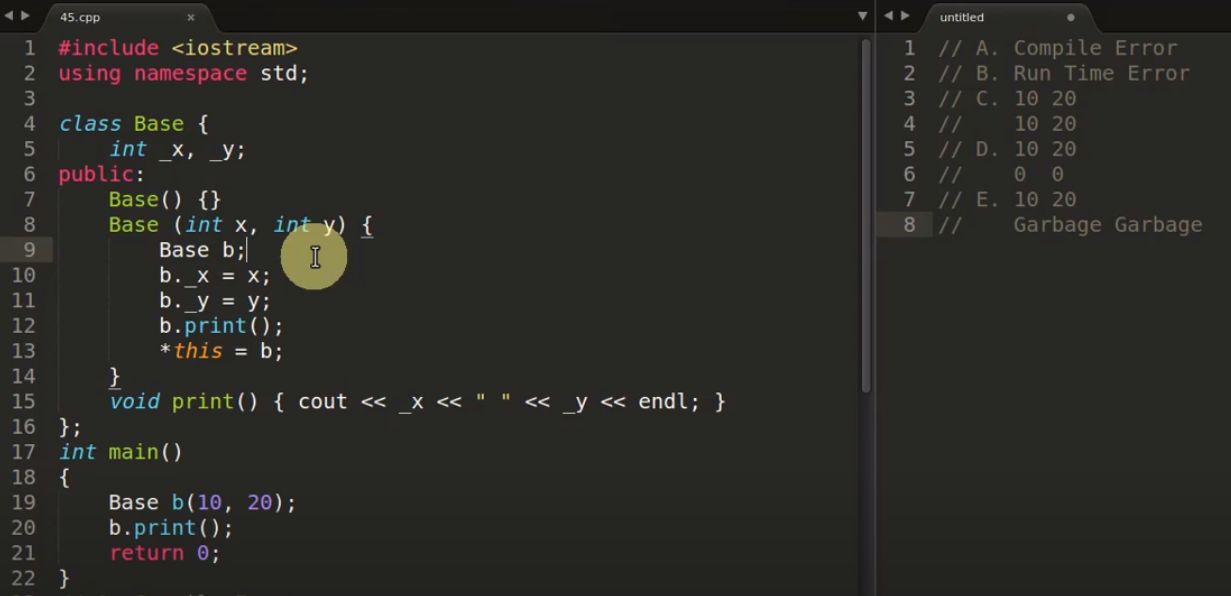 45.cpp ×
1 #include <iostream>
2 using namespace std;
3
4 class Base {
5     int _x, _y;
6 public:
7     Base() {}
8     Base (int x, int y) {
9         Base b;
10         b._x = x;
11         b._y = y;
12         b.print();
13         *this = b;
14     }
15     void print() { cout << _x << " " << _y << endl; }
16 };
17 int main()
18 {
19     Base b(10, 20);
20     b.print();
21     return 0;
22 }
untitled
1 // A. Compile Error
2 // B. Run Time Error
3 // C. 10 20
4 //    10 20
5 // D. 10 20
6 //    0  0
7 // E. 10 20
8 //    Garbage Garbage